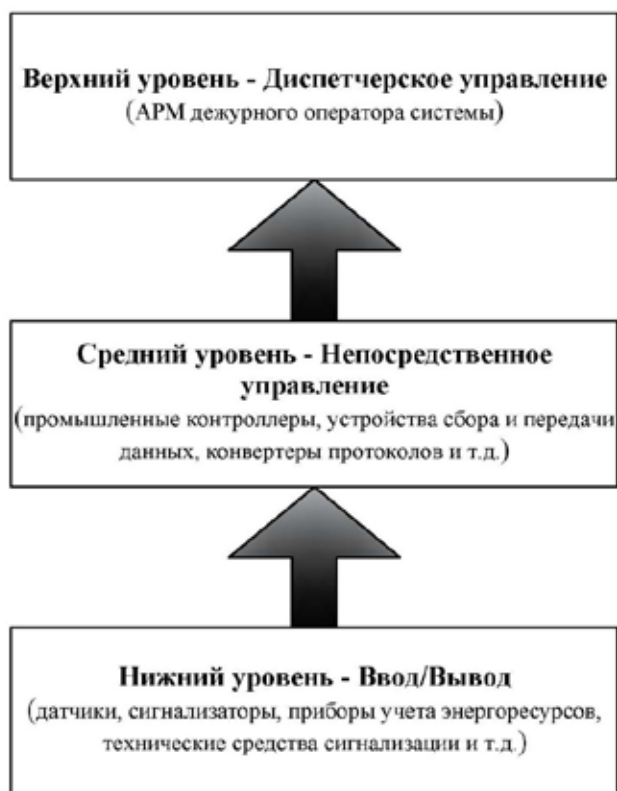 Верхний уровень - Диспетчерское управление
(АРМ дежурного оператора системы)
Средний уровень - Непосредственное
управление
(промышленные контроллеры, устройства сбора и передачи
данных, конвертеры протоколов и т.д.)
Нижний уровень - Ввод/Вывод
(датчики, сигнализаторы, приборы учета энергоресурсов,
технические средства сигнализации и т.д.)